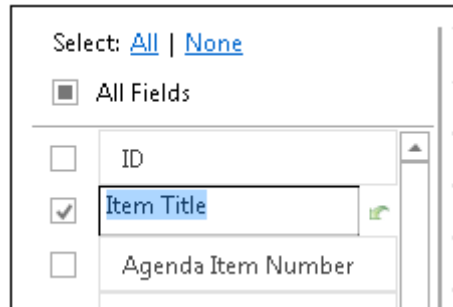 Select: All | None
All Fields
ID
Item Title
Agenda Item Number